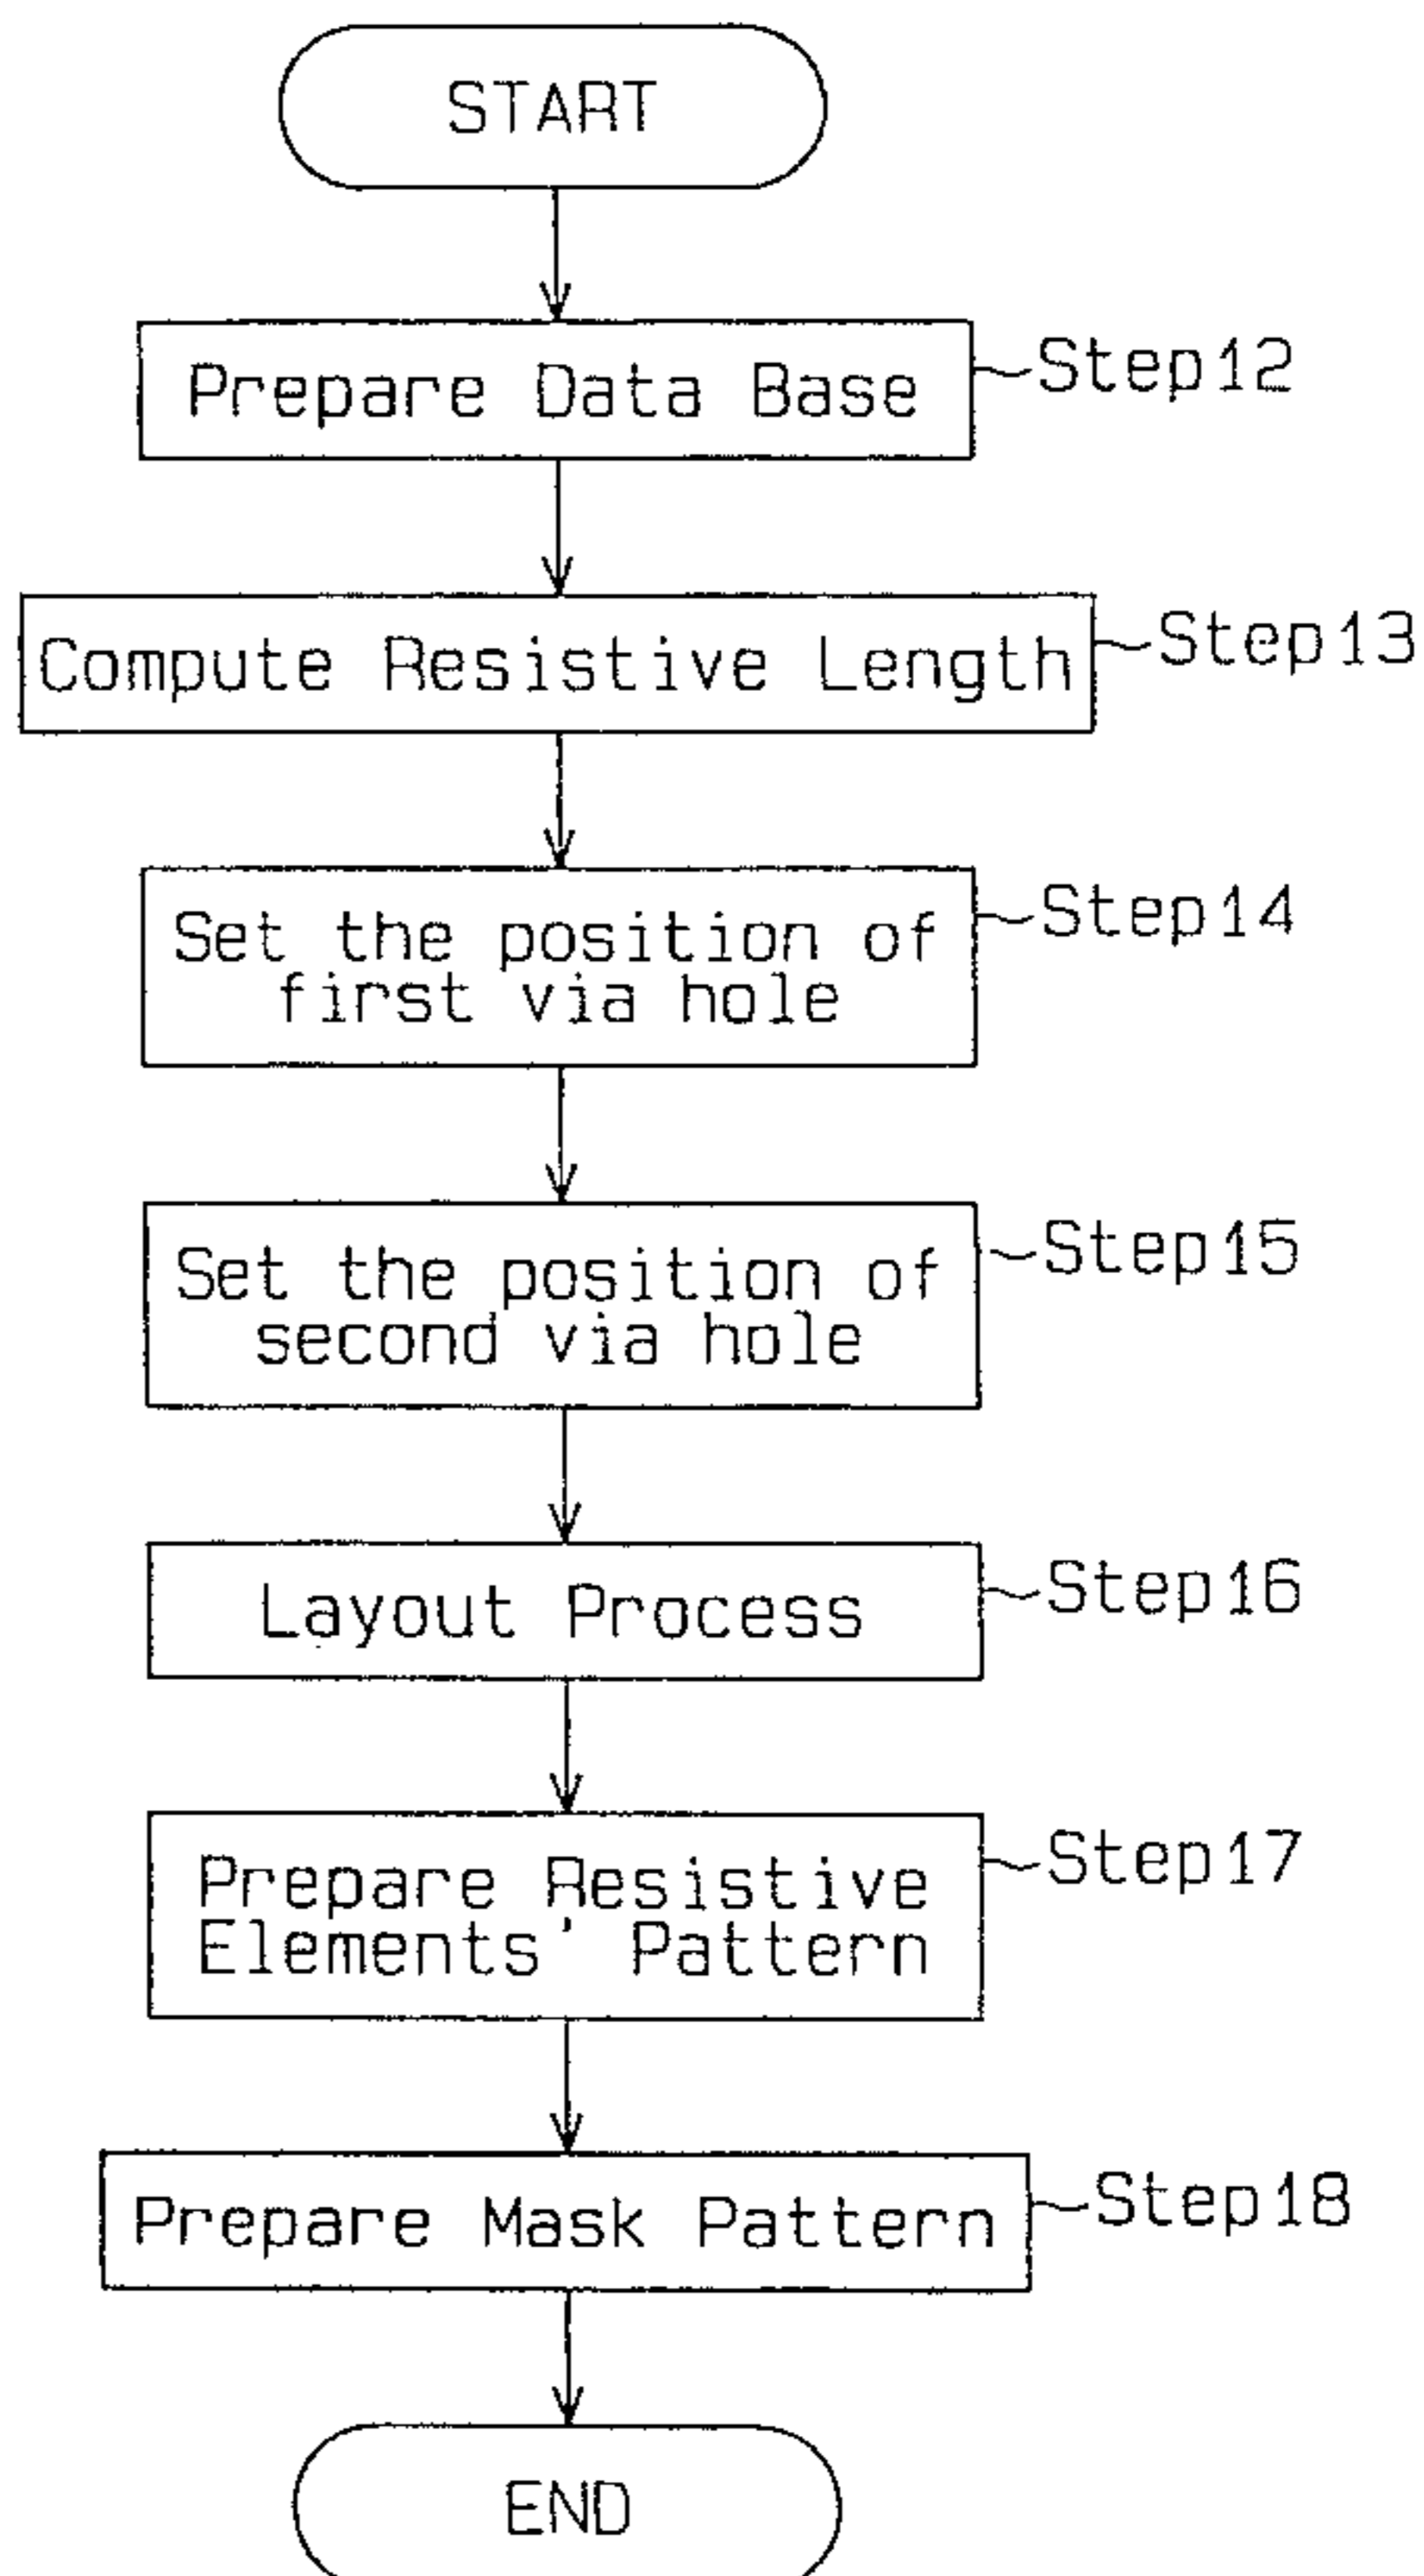 START
Prepare Data Base
Step12
Compute Resistive Length
Step13
Set the position of
first via hole
Step14
Set the position of
second via hole
Step15
Layout Process
Step16
Prepare Resistive
Elements' Pattern
Step17
Prepare Mask Pattern
Step18
END